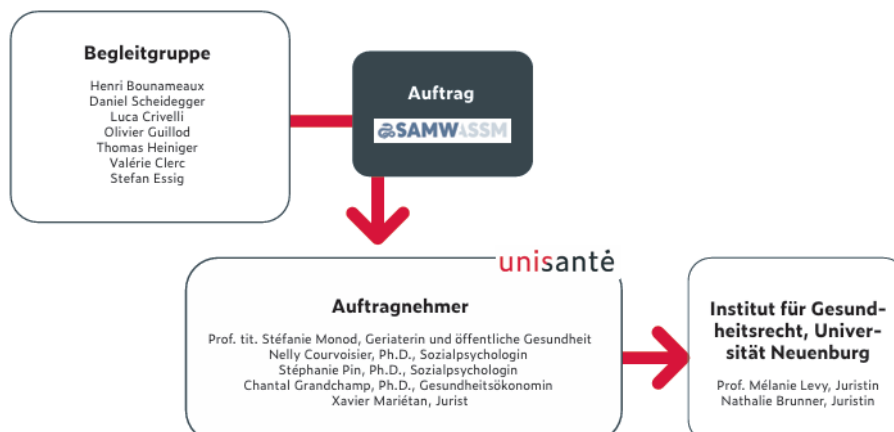 Begleitgruppe
Henri Bounameaux
Daniel Scheidegger
Luca Crivelli
Olivier Guillod
Thomas Heiniger
Valérie Clerc
Stefan Essig
Auftrag
SAMWASSM
unisanté
Auftragnehmer
Prof. tit. Stéfanie Monod, Geriaterin und öffentliche Gesundheit
Nelly Courvoisier, Ph.D., Sozialpsychologin
Stéphanie Pin, Ph.D., Sozialpsychologin
Chantal Grandchamp, Ph.D., Gesundheitsökonomin
Xavier Mariétan, Jurist
Institut für Gesund-
heitsrecht, Univer-
sität Neuenburg
Prof. Mélanie Levy, Juristin
Nathalie Brunner, Juristin